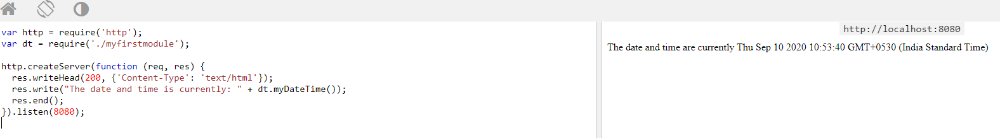 var http = require('http');
var dt = require('./myfirstmodule');
http.createServer(function (req, res) {
  res.writeHead(200, {'Content-Type': 'text/html'});
  res.write("The date and time is currently: " + dt.myDateTime());
  res.end();
}).listen(8080);
http://localhost:8080
The date and time are currently Thu Sep 10 2020 10:53:40 GMT+0530 (India Standard Time)